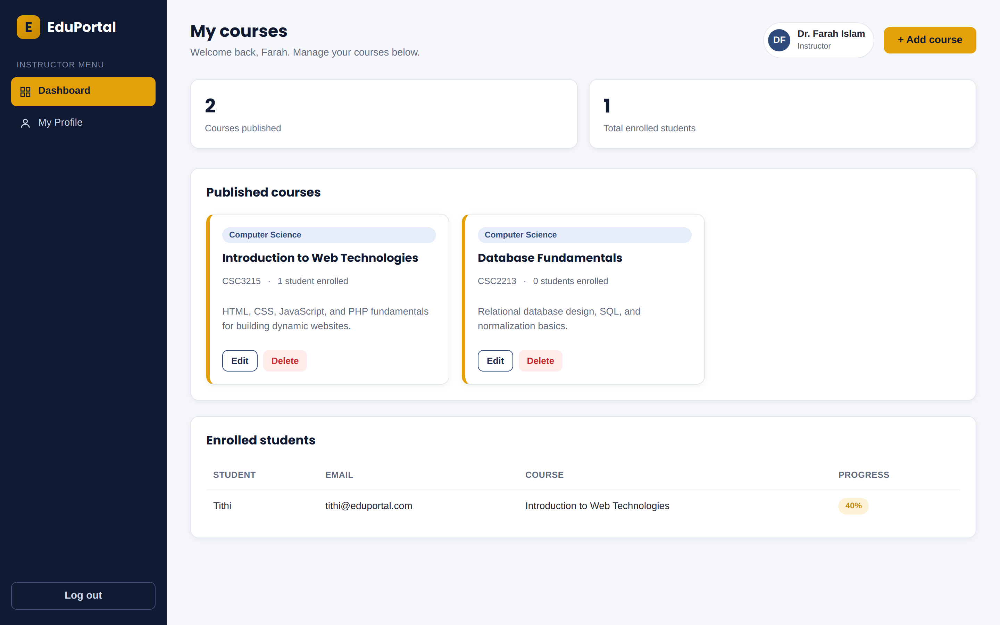 E EduPortal
INSTRUCTOR MENU
Dashboard
My Profile
Log out
My courses
Welcome back, Farah. Manage your courses below.
DF
Dr. Farah Islam
Instructor
+ Add course
2
Courses published
1
Total enrolled students
Published courses
Computer Science
Introduction to Web Technologies
CSC3215 · 1 student enrolled
HTML, CSS, JavaScript, and PHP fundamentals
for building dynamic websites.
Edit Delete
Computer Science
Database Fundamentals
CSC2213 · 0 students enrolled
Relational database design, SQL, and
normalization basics.
Edit Delete
Enrolled students
STUDENT EMAIL COURSE PROGRESS
Tithi tithi@eduportal.com Introduction to Web Technologies 40%